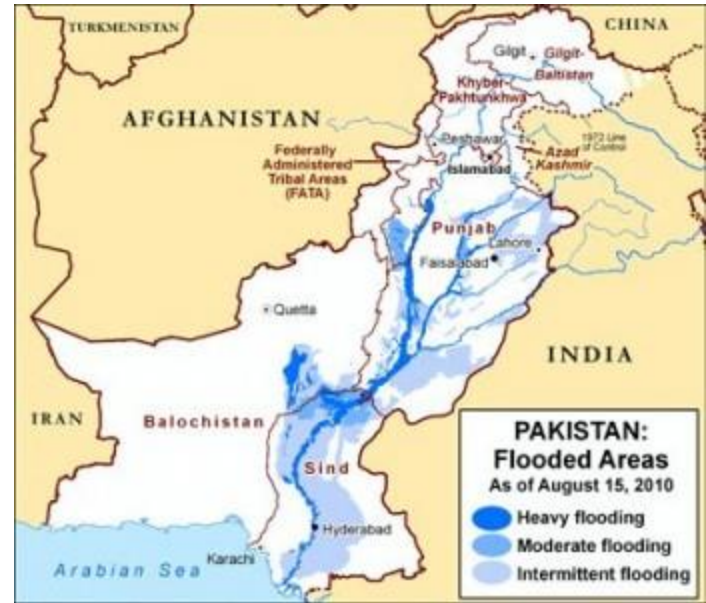 TURKMENISTAN
CHINA
Gilgit
Gilgit-
Baltistan
Khyber-
Pakhtunkhwa
AFGHANISTAN
Peshawar
1972 Line
of Control
Federally
Administered
Tribal Areas
(FATA)
Islamabad
Azad
Kashmir
Punjab
Lahore
Faisalabad
Quetta
INDIA
IRAN
Balochistan
Sind
Hyderabad
Karachi
Arabian Sea
PAKISTAN:
Flooded Areas
As of August 15, 2010
Heavy flooding
Moderate flooding
Intermittent flooding